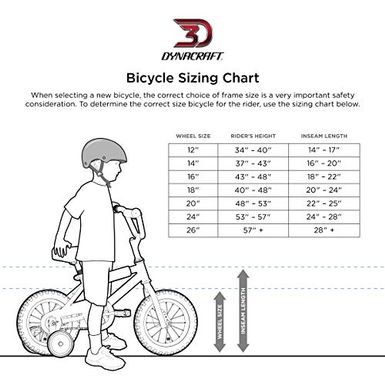 DYNACRAFT
Bicycle Sizing Chart
When selecting a new bicycle, the correct choice of frame size is a very important safety
consideration. To determine the correct size bicycle for the rider, use the sizing chart below.
WHEEL SIZE RIDER'S HEIGHT INSEAM LENGTH
12" 34" – 40" 14" – 17"
14" 37" – 43" 16" – 20"
16" 43" – 48" 18" – 22"
18" 40" – 48" 20" – 24"
20" 48" – 53" 22" – 25"
24" 53" – 57" 24" – 28"
26" 57" + 28" +
WHEEL SIZE
INSEAM LENGTH